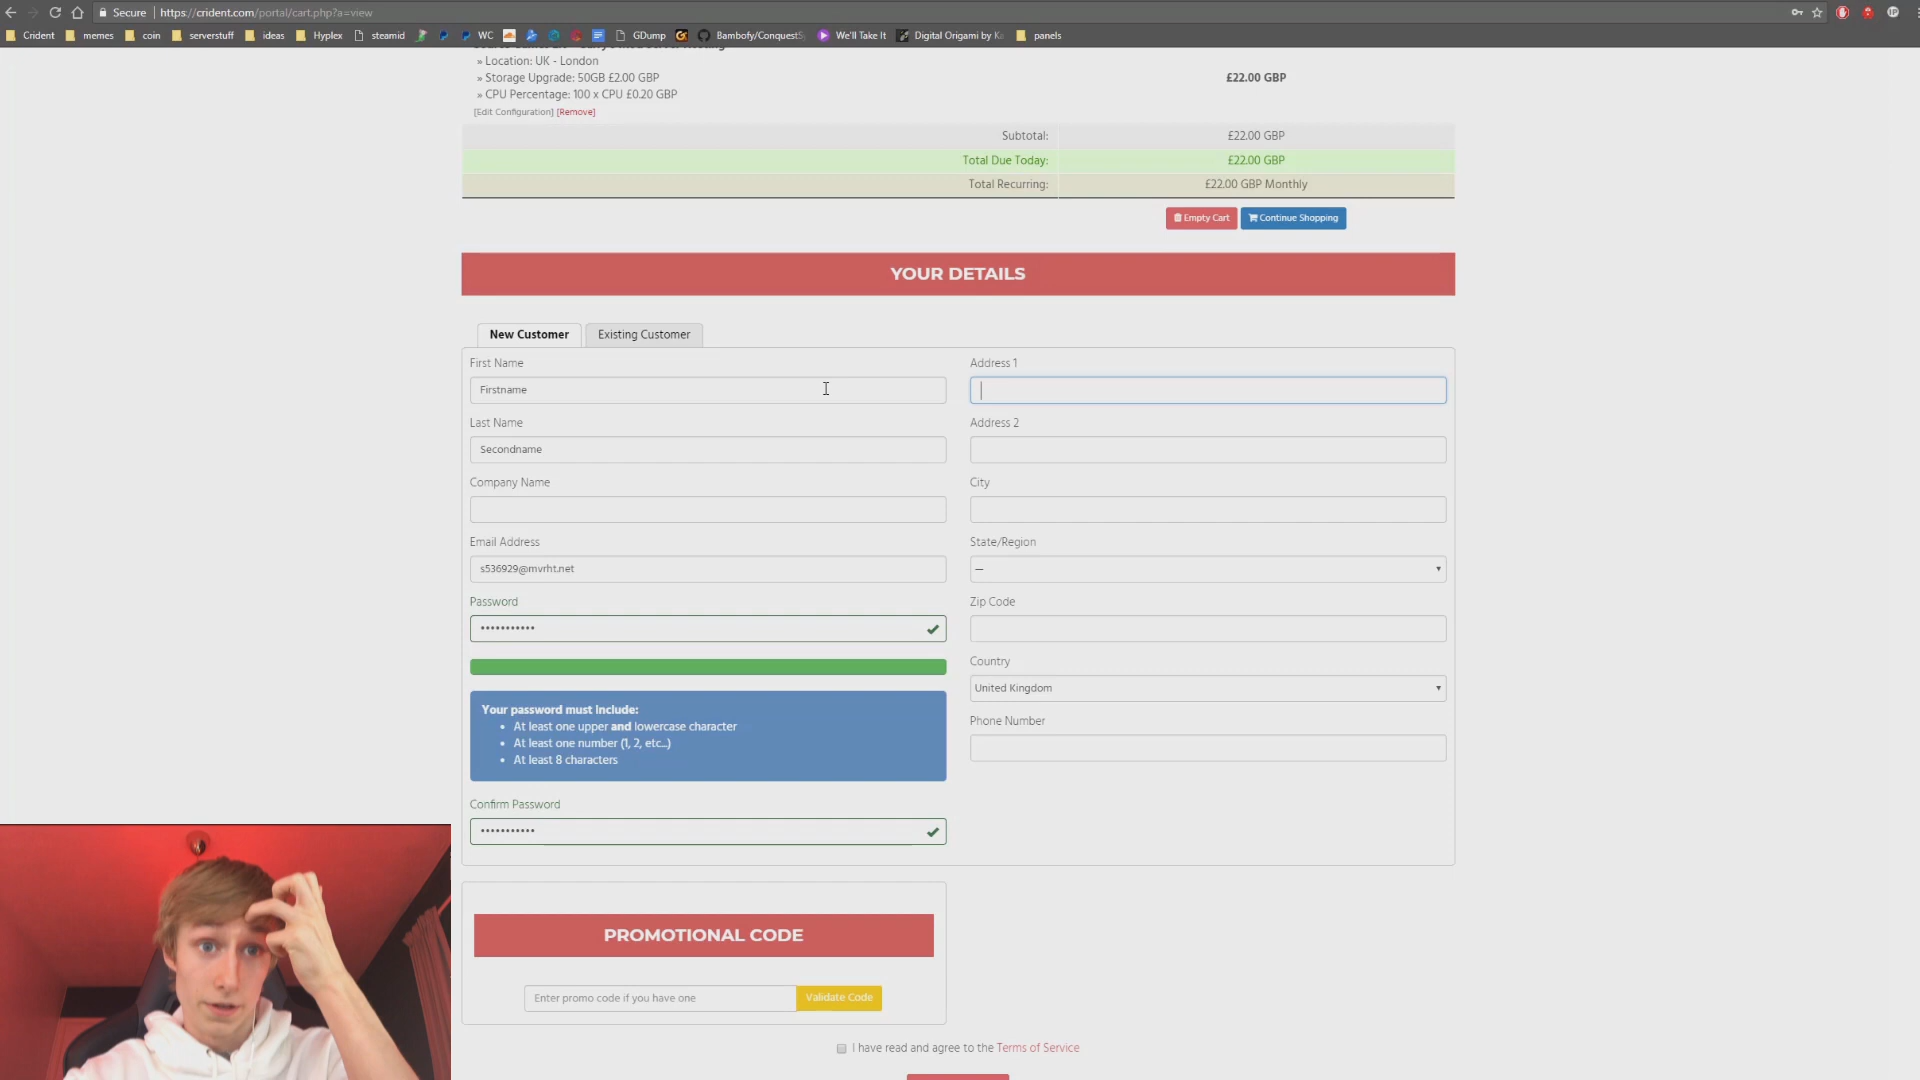 Secure | https://crident.com/portal/cart.php?a=view
Crident memes coin serverstuff ideas Hyplex steamid WC GDump Bambofy/ConquestS We'll Take It Digital Origami by Ka panels
» Location: UK - London
» Storage Upgrade: 50GB £2.00 GBP £22.00 GBP
» CPU Percentage: 100 x CPU £0.20 GBP
[Edit Configuration] [Remove]
Subtotal: £22.00 GBP
Total Due Today: £22.00 GBP
Total Recurring: £22.00 GBP Monthly
Empty Cart Continue Shopping
YOUR DETAILS
New Customer Existing Customer
First Name Address 1
Firstname
Last Name Address 2
Secondname
Company Name City
Email Address State/Region
s536929@mvrht.net —
Password Zip Code
•••••••••••
Country
United Kingdom
Your password must include:
Phone Number
• At least one upper and lowercase character
• At least one number (1, 2, etc...)
• At least 8 characters
Confirm Password
•••••••••••
PROMOTIONAL CODE
Enter promo code if you have one Validate Code
I have read and agree to the Terms of Service